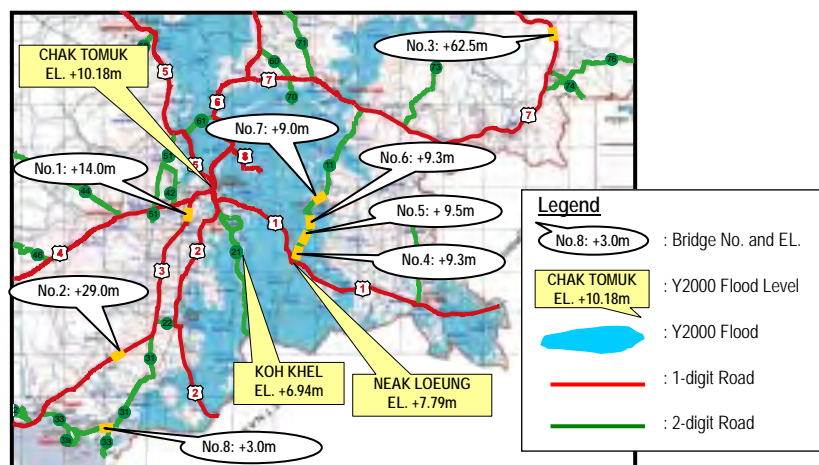 CHAK TOMUK
EL. +10.18m
No.3: +62.5m
No.7: +9.0m
No.6: +9.3m
No.1: +14.0m
No.5: + 9.5m
No.4: +9.3m
No.2: +29.0m
KOH KHEL
EL. +6.94m
NEAK LOEUNG
EL. +7.79m
No.8: +3.0m
5
6
7
7
5
8
1
1
4
3
2
2
71
60
70
73
76
74
61
51
44
42
51
46
11
21
22
31
31
33
33
Legend
No.8: +3.0m
: Bridge No. and EL.
CHAK TOMUK
EL. +10.18m
: Y2000 Flood Level
: Y2000 Flood
: 1-digit Road
: 2-digit Road